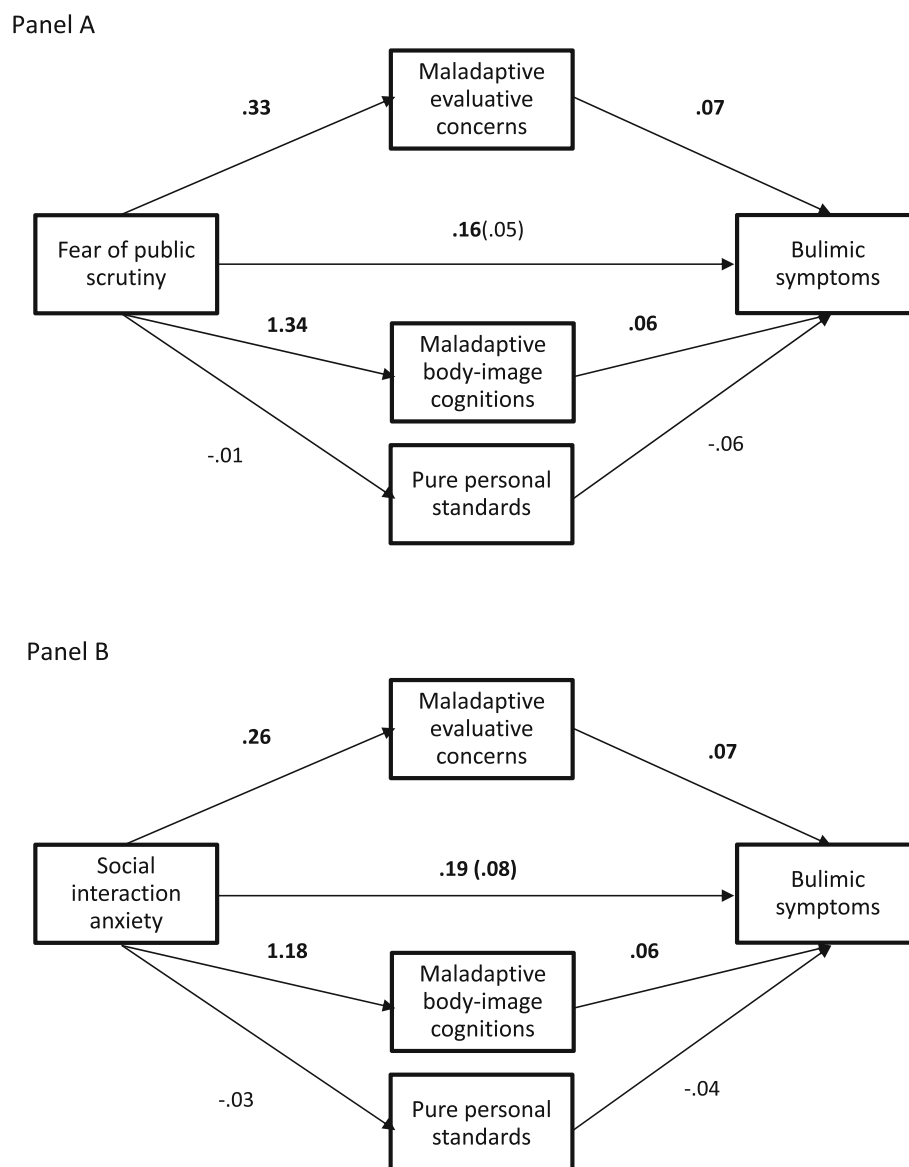 Panel A
Maladaptive
evaluative
concerns
.33
.07
Fear of public
scrutiny
.16(.05)
Bulimic
symptoms
1.34
Maladaptive
body-image
cognitions
.06
-.01
Pure personal
standards
-.06
Panel B
Maladaptive
evaluative
concerns
.26
.07
Social
interaction
anxiety
.19 (.08)
Bulimic
symptoms
1.18
Maladaptive
body-image
cognitions
.06
-.03
Pure personal
standards
-.04